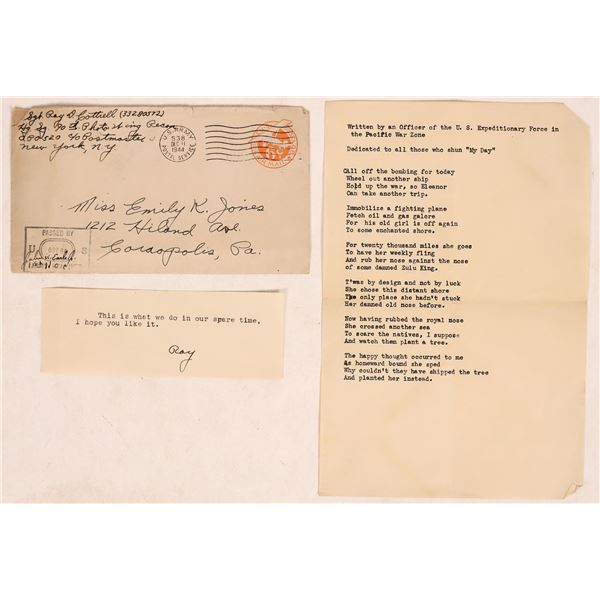 Sgt Ray D. Cottrell (33280572)
Hq Sq 90th Photo Wing Recon
APO 520 c/o Postmaster
New York, N.Y.
U.S. ARMY
538
DEC 11
1944
POSTAL SERVICE
Miss Emily K. Jones
1212 Hiland Ave.
Coraopolis, Pa.
PASSED BY
U S
This is what we do in our spare time,
I hope you like it.
Ray
Written by an Officer of the U. S. Expeditionary Force in
the Pacific War Zone
Dedicated to all those who shun "My Day"
Call off the bombing for today
Wheel out another ship
Hold up the war, so Eleanor
Can take another trip.
Immobilize a fighting plane
Fetch oil and gas galore
For his old girl is off again
To some enchanted shore.
For twenty thousand miles she goes
To have her weekly fling
And rub her nose against the nose
of some damned Zulu King.
T'was by design and not by luck
She chose this distant shore
The only place she hadn't stuck
Her damned old nose before.
Now having rubbed the royal nose
She crossed another sea
To scare the natives, I suppose
And watch them plant a tree.
The happy thought occurred to me
As homeward bound she sped
Why couldn't they have shipped the tree
And planted her instead.